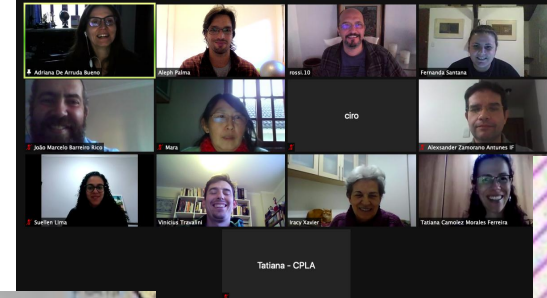 Adriana De Arruda Bueno
Aleph Palma
rossi.10
Fernanda Santana
João Marcelo Barreiro Rico
Mara
ciro
Alexsander Zamorano Antunes IF
Suellen Lima
Vinicius Travalini
Iracy Xavier
Tatiana Camolez Morales Ferreira
Tatiana - CPLA